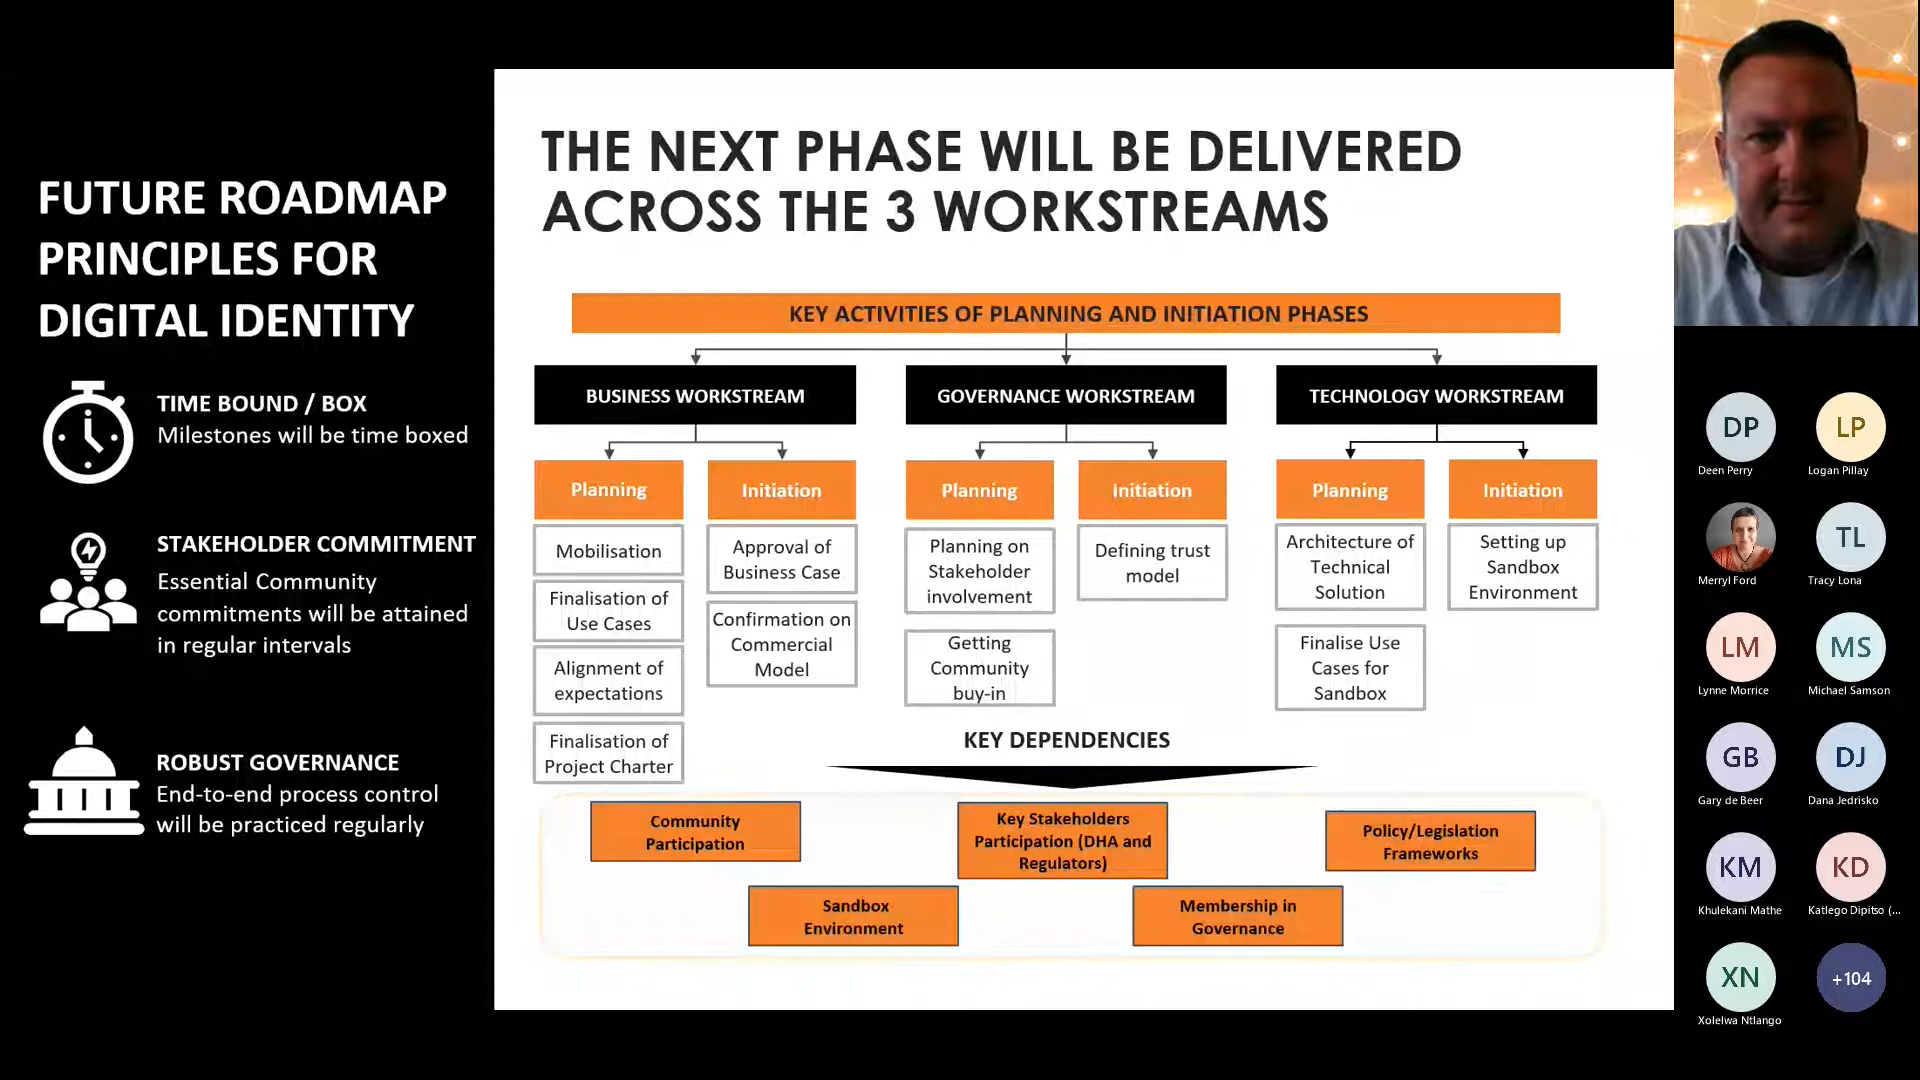 FUTURE ROADMAP
PRINCIPLES FOR
DIGITAL IDENTITY
TIME BOUND / BOX
Milestones will be time boxed
STAKEHOLDER COMMITMENT
Essential Community
commitments will be attained
in regular intervals
ROBUST GOVERNANCE
End-to-end process control
will be practiced regularly
THE NEXT PHASE WILL BE DELIVERED
ACROSS THE 3 WORKSTREAMS
KEY ACTIVITIES OF PLANNING AND INITIATION PHASES
BUSINESS WORKSTREAM
Planning
Mobilisation
Finalisation of
Use Cases
Alignment of
expectations
Finalisation of
Project Charter
Initiation
Approval of
Business Case
Confirmation on
Commercial
Model
GOVERNANCE WORKSTREAM
Planning
Planning on
Stakeholder
involvement
Getting
Community
buy-in
Initiation
Defining trust
model
TECHNOLOGY WORKSTREAM
Planning
Architecture of
Technical
Solution
Finalise Use
Cases for
Sandbox
Initiation
Setting up
Sandbox
Environment
KEY DEPENDENCIES
Community
Participation
Key Stakeholders
Participation (DHA and
Regulators)
Policy/Legislation
Frameworks
Sandbox
Environment
Membership in
Governance
DP
Deen Perry
LP
Logan Pillay
Merryl Ford
TL
Tracy Lona
LM
Lynne Morrice
MS
Michael Samson
GB
Gary de Beer
DJ
Dana Jedrisko
KM
Khulekani Mathe
KD
Katlego Dipitso (...
XN
Xolelwa Ntlango
+104